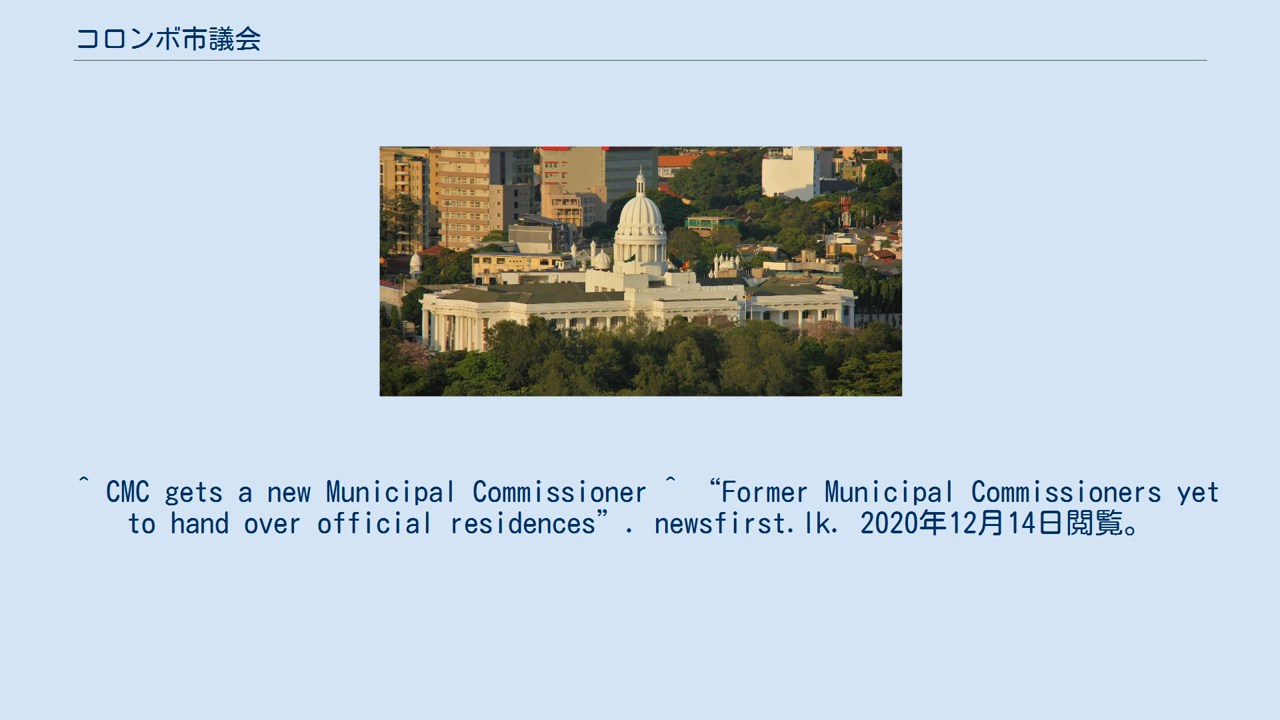 コロンボ市議会
^ CMC gets a new Municipal Commissioner ^ “Former Municipal Commissioners yet
to hand over official residences”. newsfirst.lk. 2020年12月14日閲覧。